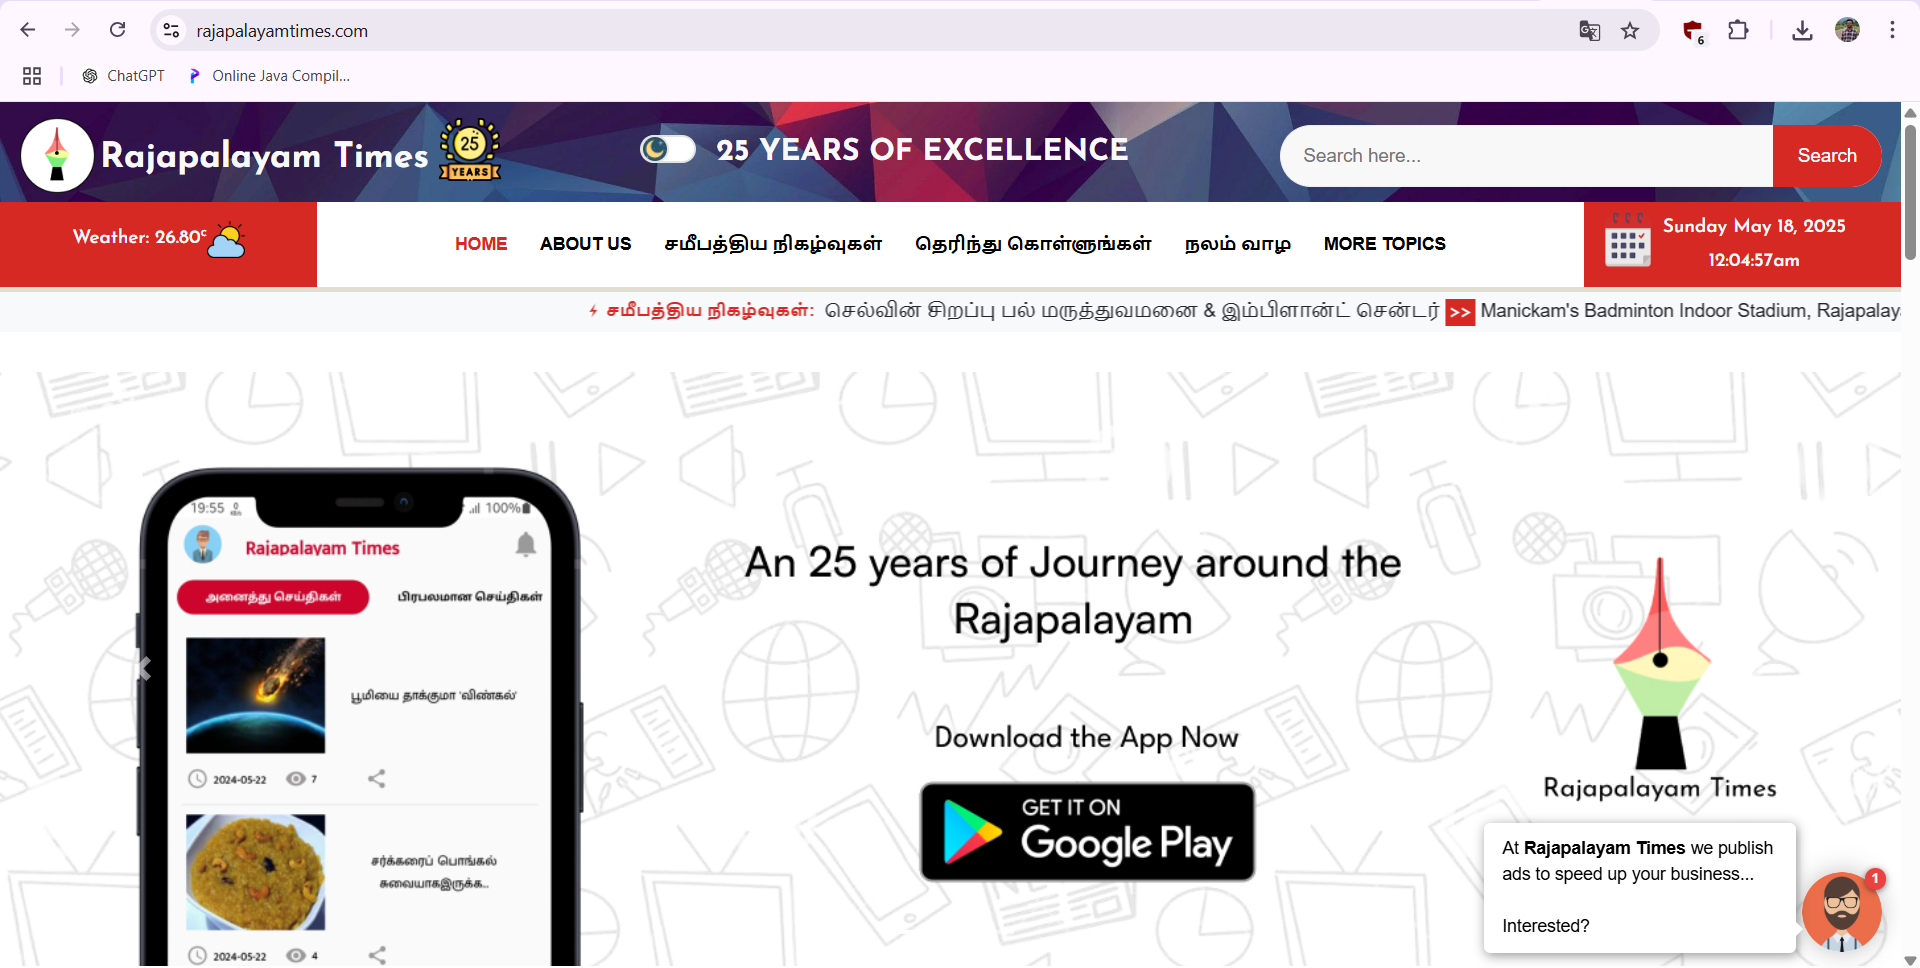 rajapalayamtimes.com
6
ChatGPT
Online Java Compil...
Rajapalayam Times
25
YEARS
25 YEARS OF EXCELLENCE
Search here...
Search
Weather: 26.80c
HOME
ABOUT US
சமீபத்திய நிகழ்வுகள்
தெரிந்து கொள்ளுங்கள்
நலம் வாழ
MORE TOPICS
Sunday May 18, 2025
12:04:57am
சமீபத்திய நிகழ்வுகள்: செல்வின் சிறப்பு பல் மருத்துவமனை & இம்பிளான்ட் சென்டர் >> Manickam's Badminton Indoor Stadium, Rajapalay
19:55
100%
Rajapalayam Times
அனைத்து செய்திகள்
பிரபலமான செய்திகள்
பூமியை தாக்குமா 'விண்கல்'
2024-05-22
7
சர்க்கரைப் பொங்கல்
சுவையாகஇருக்க...
2024-05-22
4
An 25 years of Journey around the
Rajapalayam
Download the App Now
GET IT ON
Google Play
Rajapalayam Times
At Rajapalayam Times we publish
ads to speed up your business...
Interested?
1